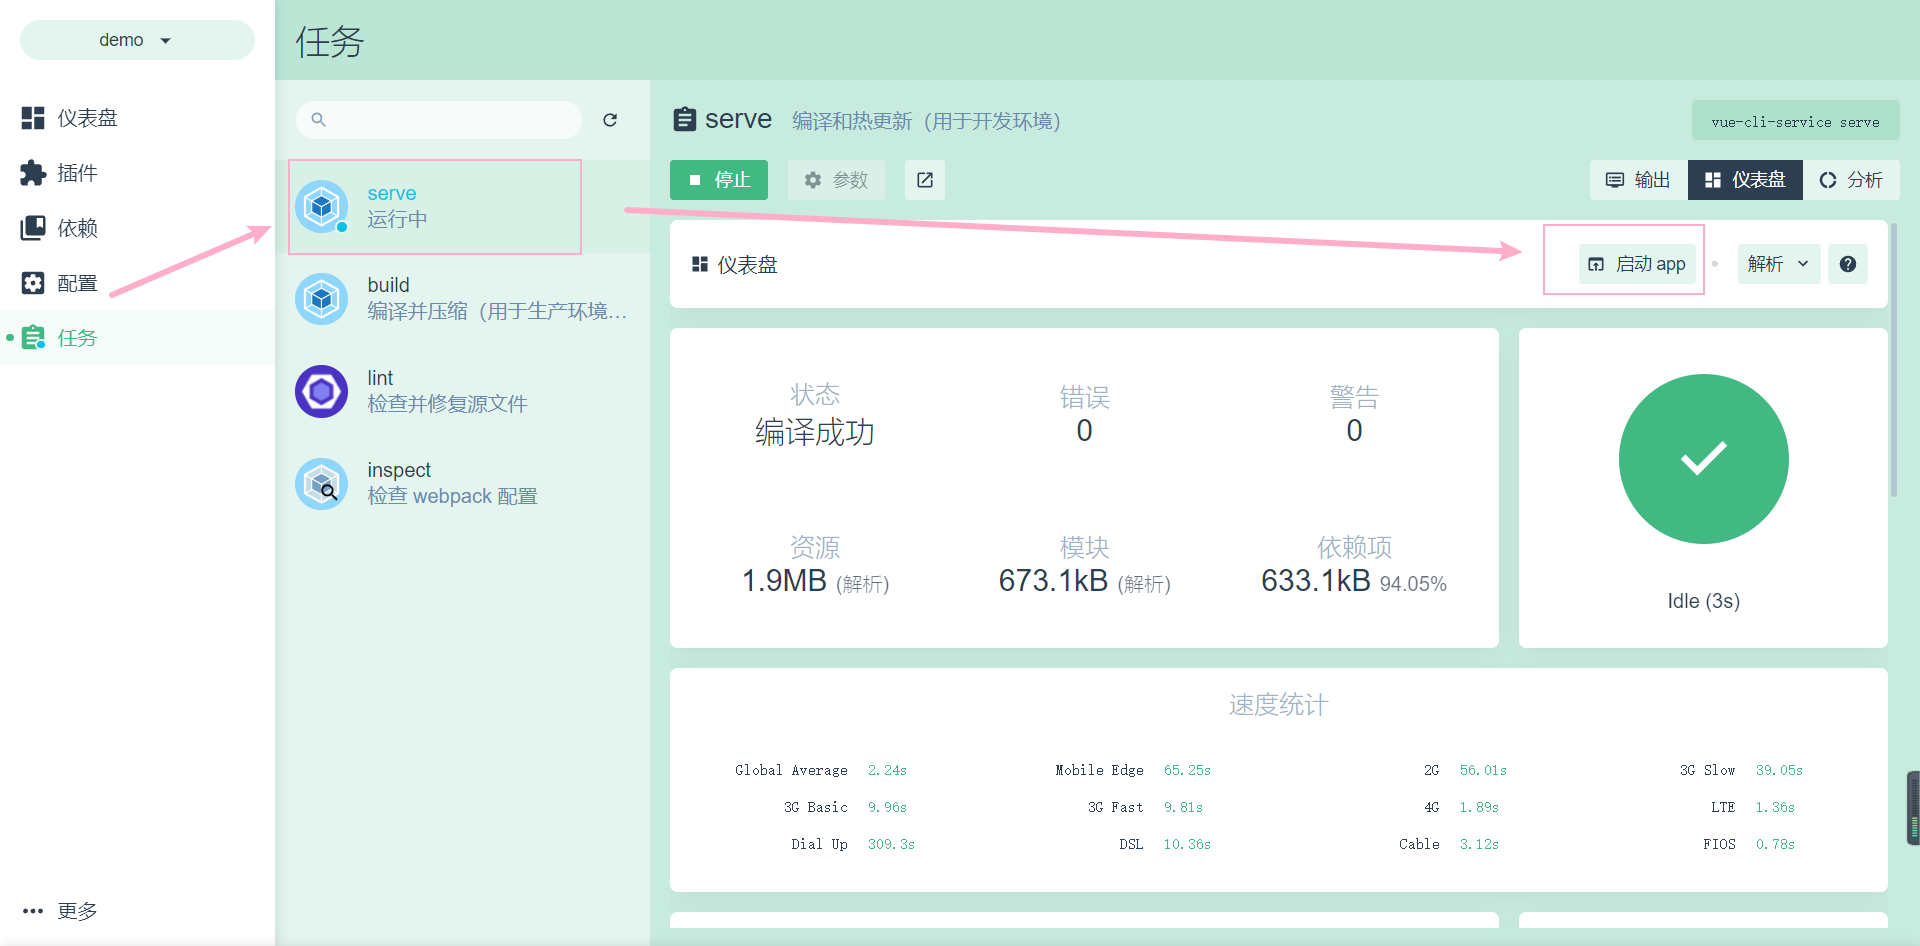 demo
仪表盘
插件
依赖
配置
任务
更多
任务
serve
运行中
build
编译并压缩（用于生产环境…
lint
检查并修复源文件
inspect
检查 webpack 配置
serve 编译和热更新（用于开发环境）
vue-cli-service serve
停止 参数
输出 仪表盘 分析
仪表盘
启动 app 解析
状态 错误 警告
编译成功 0 0
资源 模块 依赖项
1.9MB (解析) 673.1kB (解析) 633.1kB 94.05%
Idle (3s)
速度统计
Global Average 2.24s Mobile Edge 65.25s 2G 56.01s 3G Slow 39.05s
3G Basic 9.96s 3G Fast 9.81s 4G 1.89s LTE 1.36s
Dial Up 309.3s DSL 10.36s Cable 3.12s FIOS 0.78s